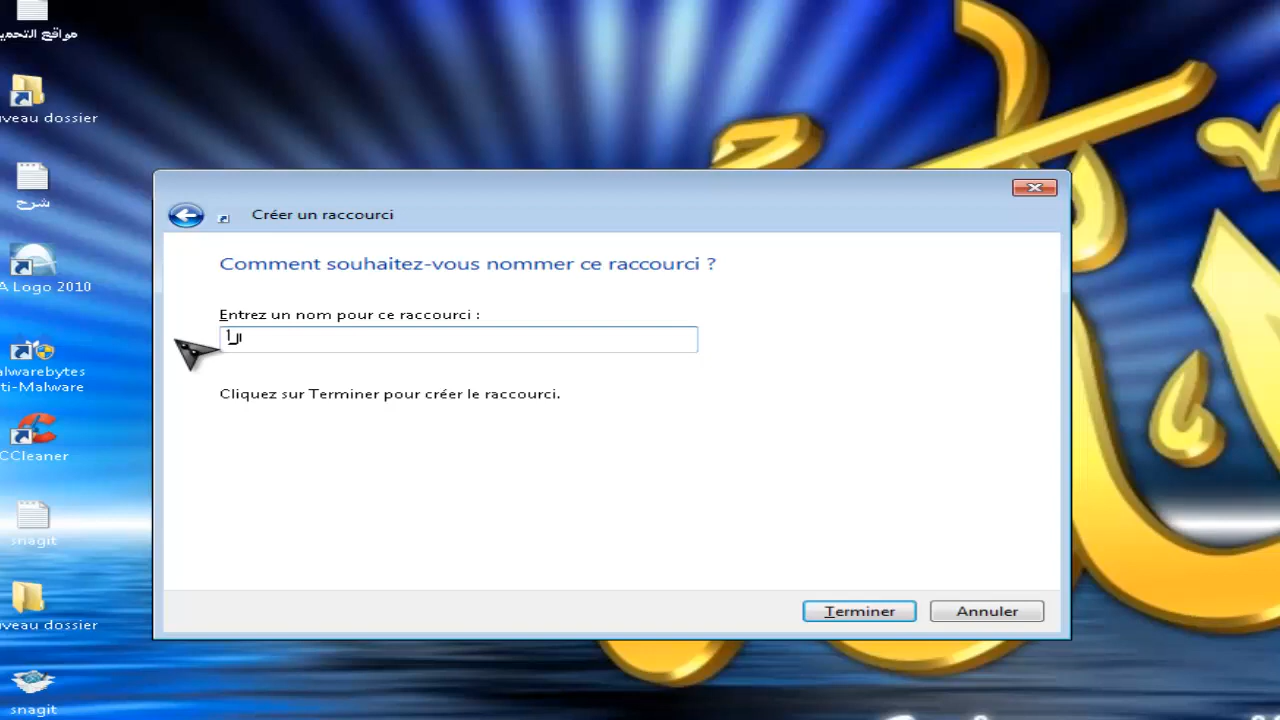 مواقع التحمي
veau dossier
شرح
A Logo 2010
alwarebytes
ti-Malware
CCleaner
snagit
veau dossier
snagit
Créer un raccourci
Comment souhaitez-vous nommer ce raccourci ?
Entrez un nom pour ce raccourci :
Cliquez sur Terminer pour créer le raccourci.
Terminer
Annuler